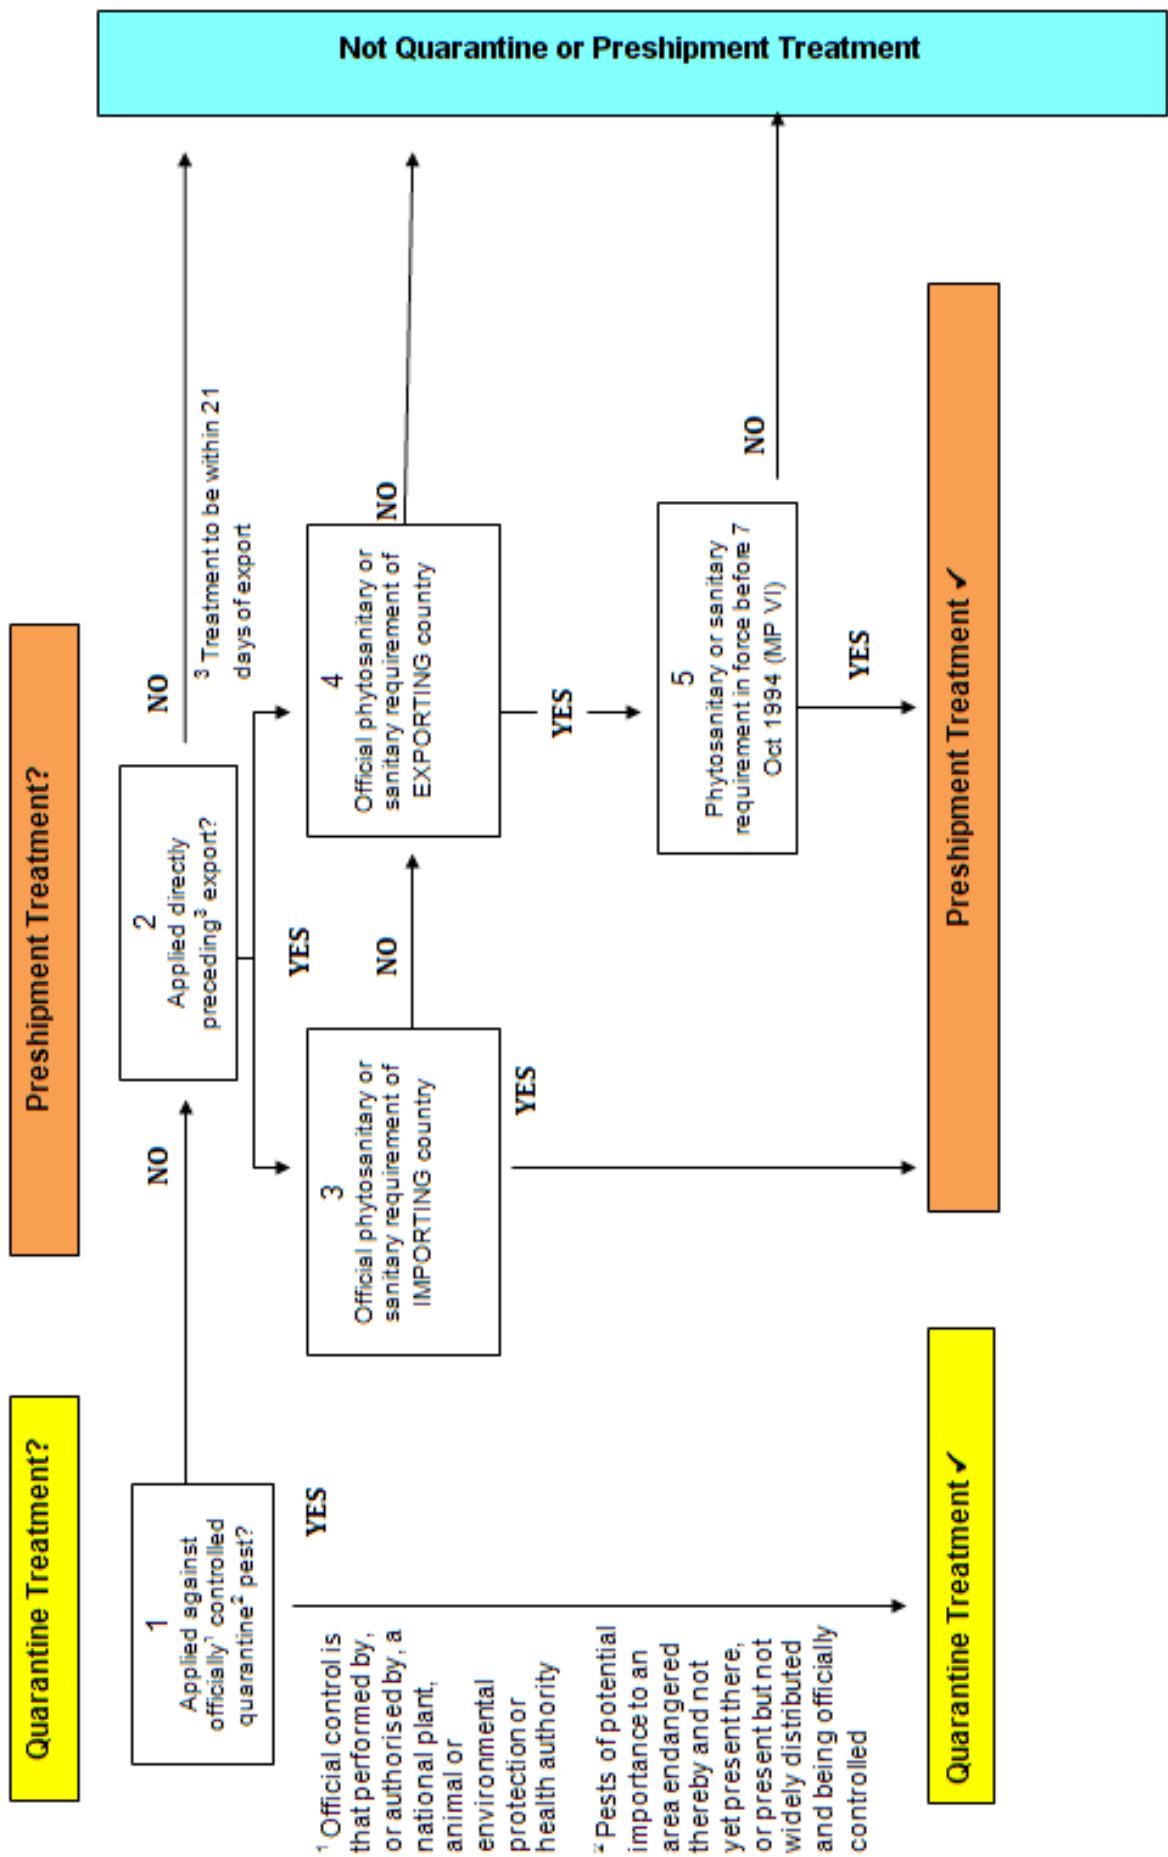 Quarantine Treatment?
Preshipment Treatment?
1
Applied against
officially¹ controlled
quarantine² pest?
NO
YES
2
Applied directly
preceding³ export?
NO
YES
³ Treatment to be within 21
days of export
3
Official phytosanitary or
sanitary requirement of
IMPORTING country
NO
YES
4
Official phytosanitary or
sanitary requirement of
EXPORTING country
NO
YES
5
Phytosanitary or sanitary
requirement in force before 7
Oct 1994 (MP VI)
NO
YES
¹ Official control is
that performed by,
or authorised by, a
national plant,
animal or
environmental
protection or
health authority
² Pests of potential
importance to an
area endangered
thereby and not
yet present there,
or present but not
widely distributed
and being officially
controlled
Quarantine Treatment ✓
Preshipment Treatment ✓
Not Quarantine or Preshipment Treatment